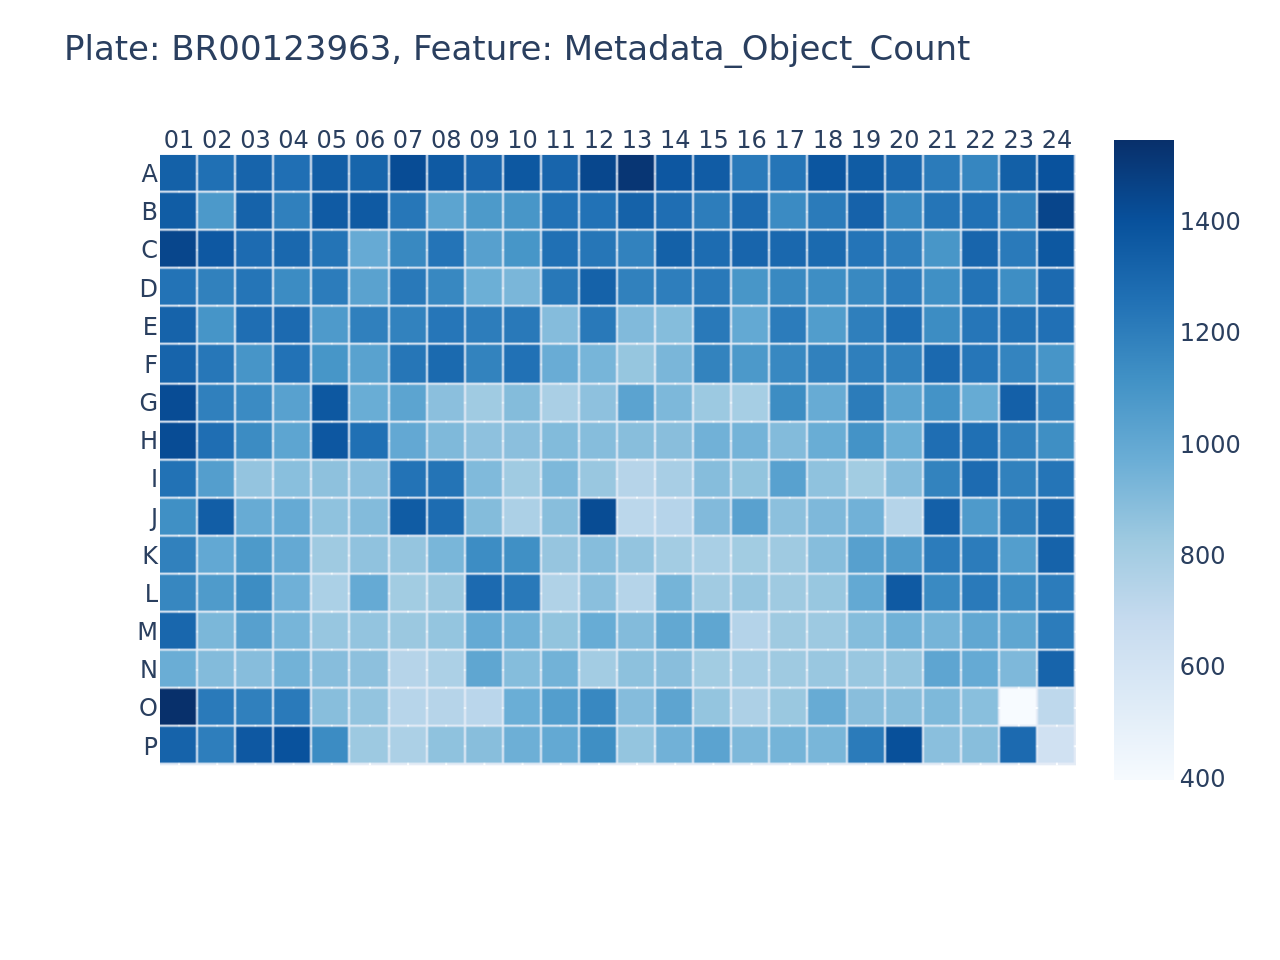 Plate: BR00123963, Feature: Metadata_Object_Count
01 02 03 04 05 06 07 08 09 10 11 12 13 14 15 16 17 18 19 20 21 22 23 24
A
B
C
D
E
F
G
H
I
J
K
L
M
N
O
P
1400
1200
1000
800
600
400